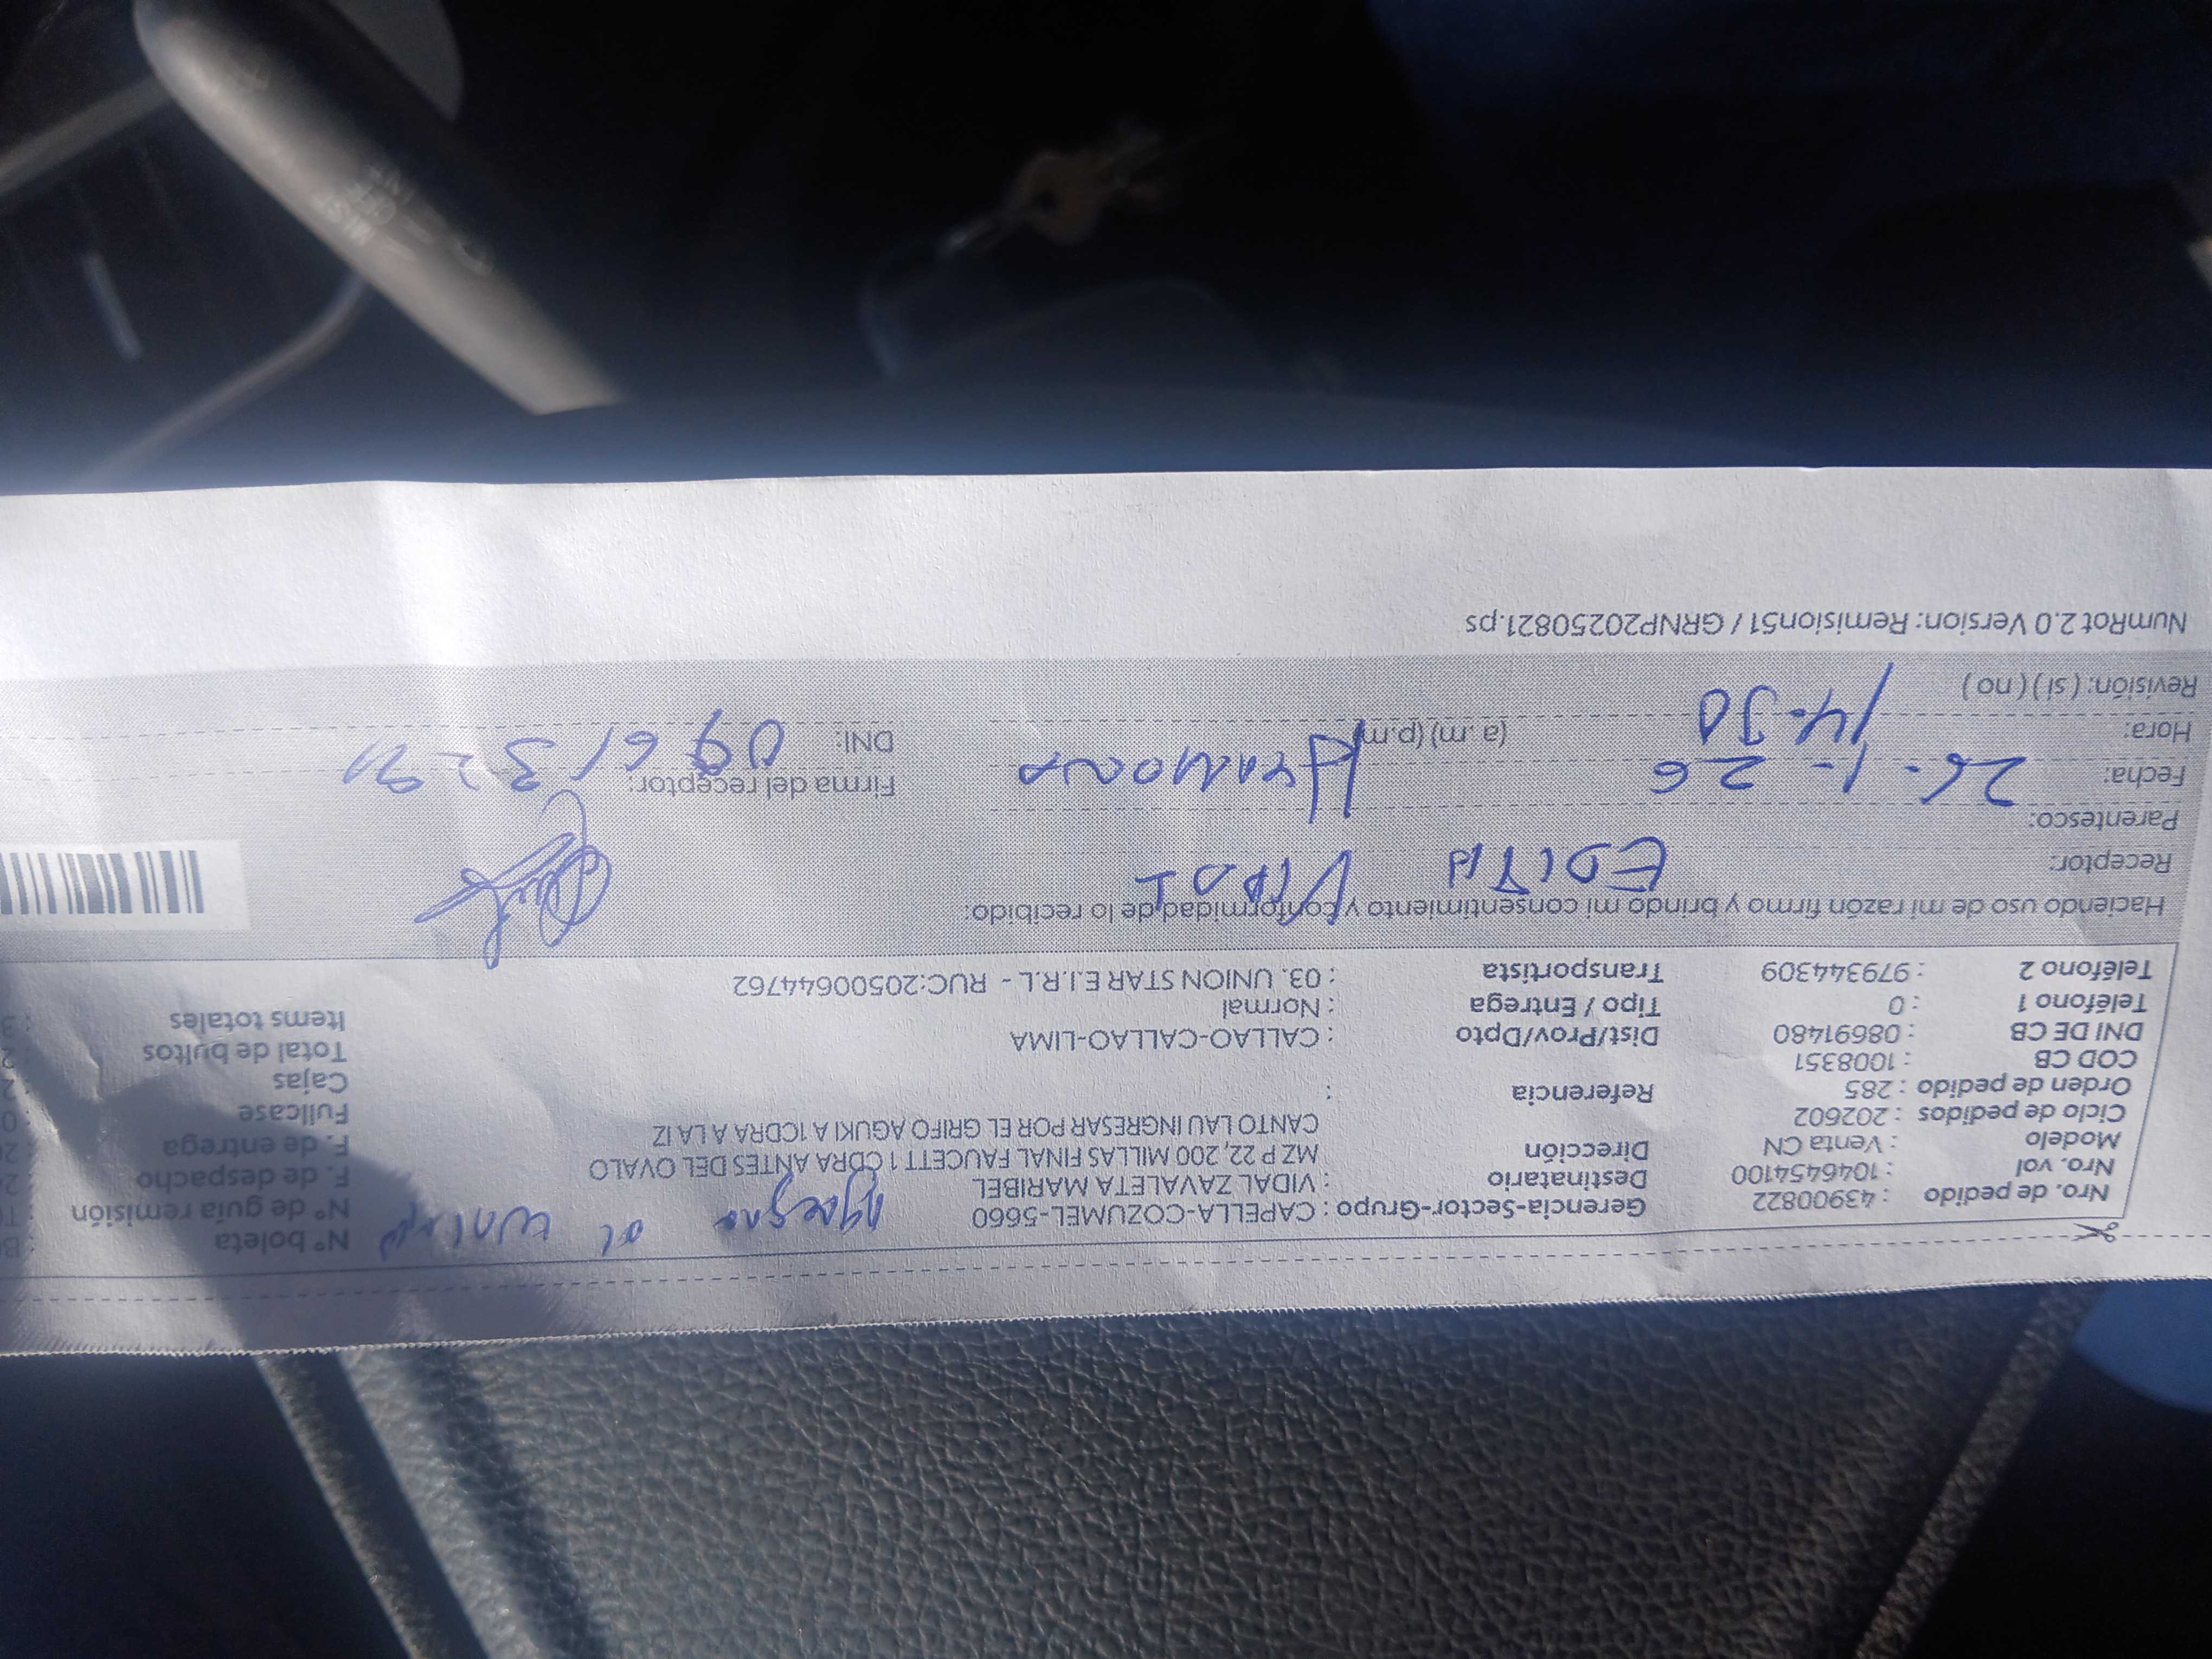 Nro. de pedido : 43900822 Gerencia-Sector-Grupo : CAPELLA-COZUMEL-5660 Nº boleta
Nro. vol : 1046454100 Destinatario : VIDAL ZAVALETA MARIBEL Nº de guía remisión
Modelo : Venta CN Dirección MZ P 22, 200 MILLAS FINAL FAUCETT 1 CDRA ANTES DEL OVALO F. de despacho
Ciclo de pedidos : 202602 CANTO LAU INGRESAR POR EL GRIFO AGUKI A 1CDRA A LA IZ F. de entrega
Orden de pedido : 285 Referencia : Fullcase
COD CB : 1008351 Cajas
DNI DE CB : 08691480 Dist/Prov/Dpto : CALLAO-CALLAO-LIMA Total de bultos
Teléfono 1 : 0 Tipo / Entrega : Normal Items totales
Teléfono 2 : 979344309 Transportista : 03. UNION STAR E.I.R.L - RUC:20500644762
Haciendo uso de mi razón firmo y brindo mi consentimiento y conformidad de lo recibido:
Receptor: EDITH VIDAL
Parentesco:
Fecha: 26-1-26 Firma del receptor:
Hora: 14:30 (a.m) (p.m) DNI:
Revisión: ( si ) ( no )
NumRot 2.0 Version: Remision51 / GRNP20250821.ps